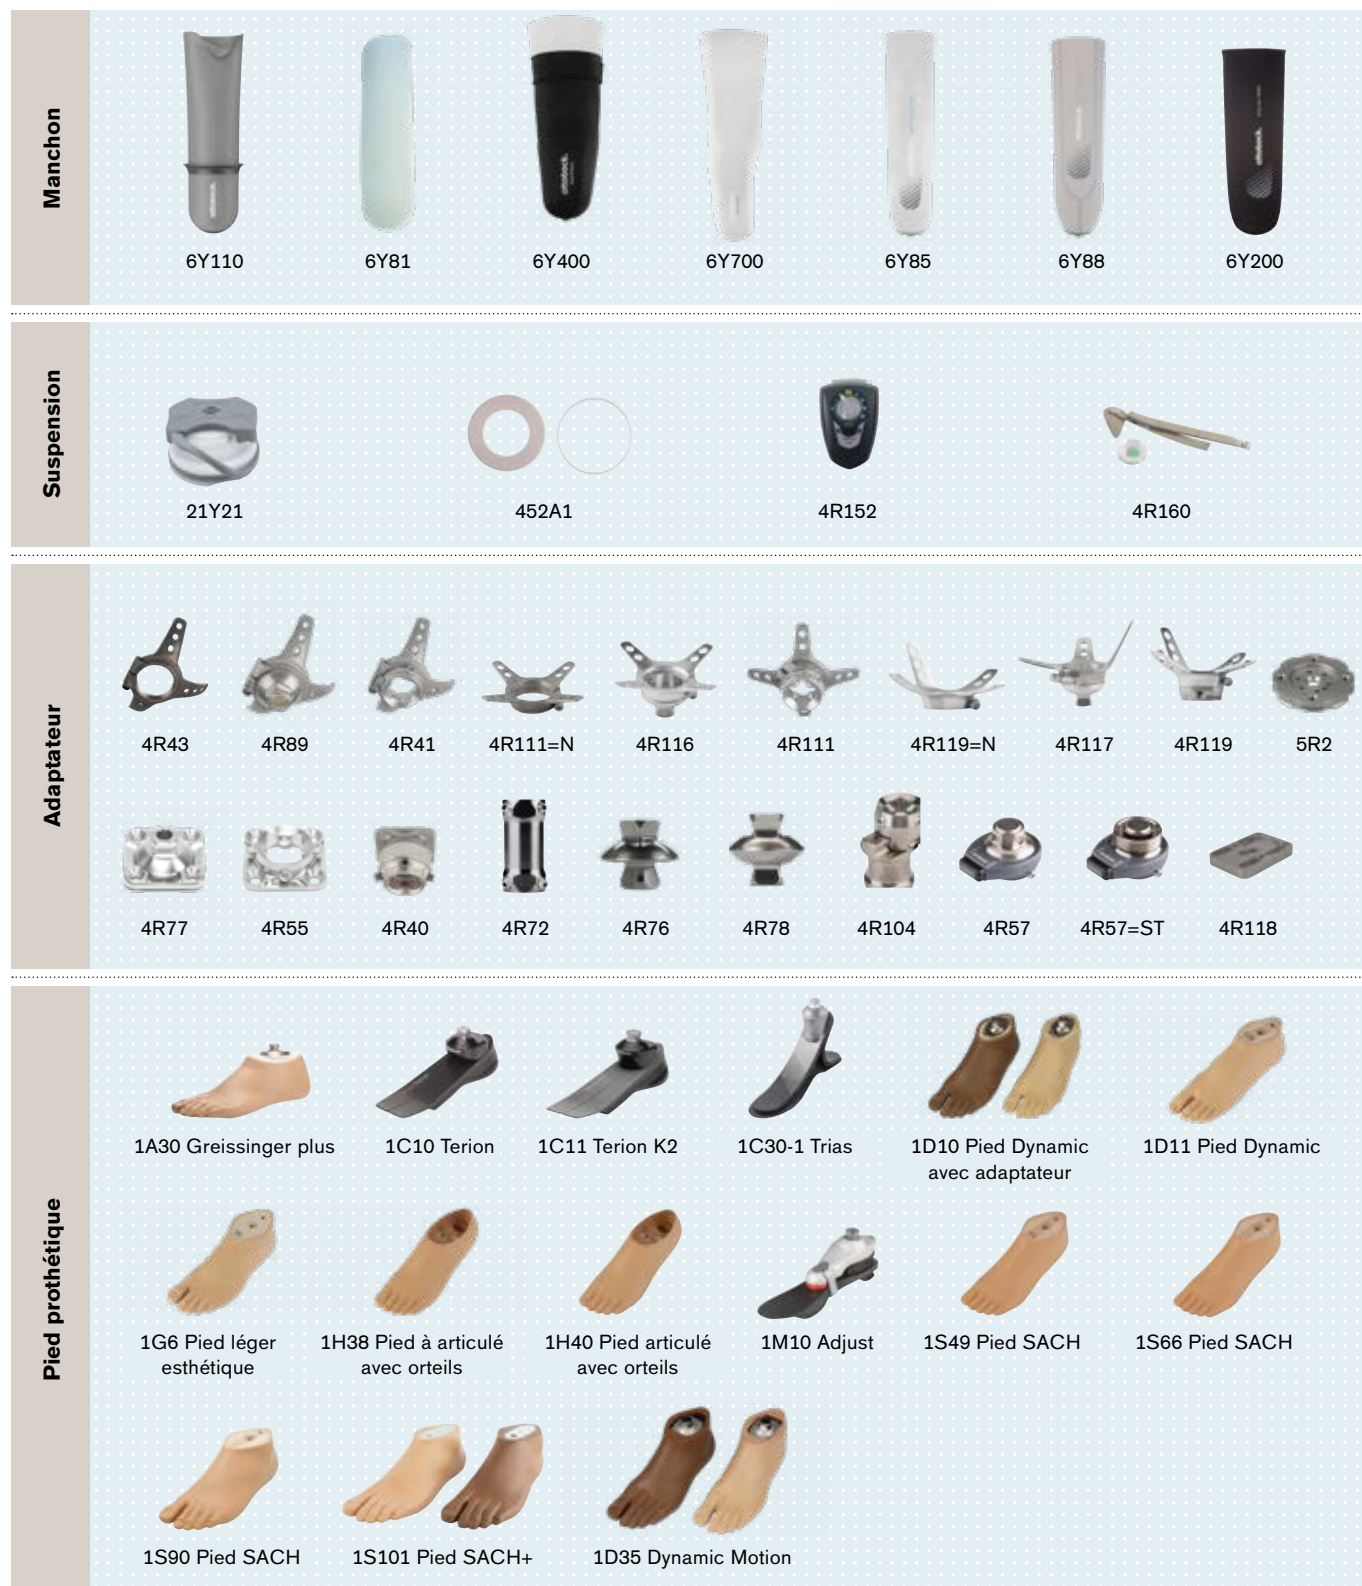 Manchon
6Y110
6Y81
6Y400
6Y700
6Y85
6Y88
6Y200
Suspension
21Y21
452A1
4R152
4R160
Adaptateur
4R43
4R89
4R41
4R111=N
4R116
4R111
4R119=N
4R117
4R119
5R2
4R77
4R55
4R40
4R72
4R76
4R78
4R104
4R57
4R57=ST
4R118
Pied prothétique
1A30 Greissinger plus
1C10 Terion
1C11 Terion K2
1C30-1 Trias
1D10 Pied Dynamic
avec adaptateur
1D11 Pied Dynamic
1G6 Pied léger
esthétique
1H38 Pied à articulé
avec orteils
1H40 Pied articulé
avec orteils
1M10 Adjust
1S49 Pied SACH
1S66 Pied SACH
1S90 Pied SACH
1S101 Pied SACH+
1D35 Dynamic Motion